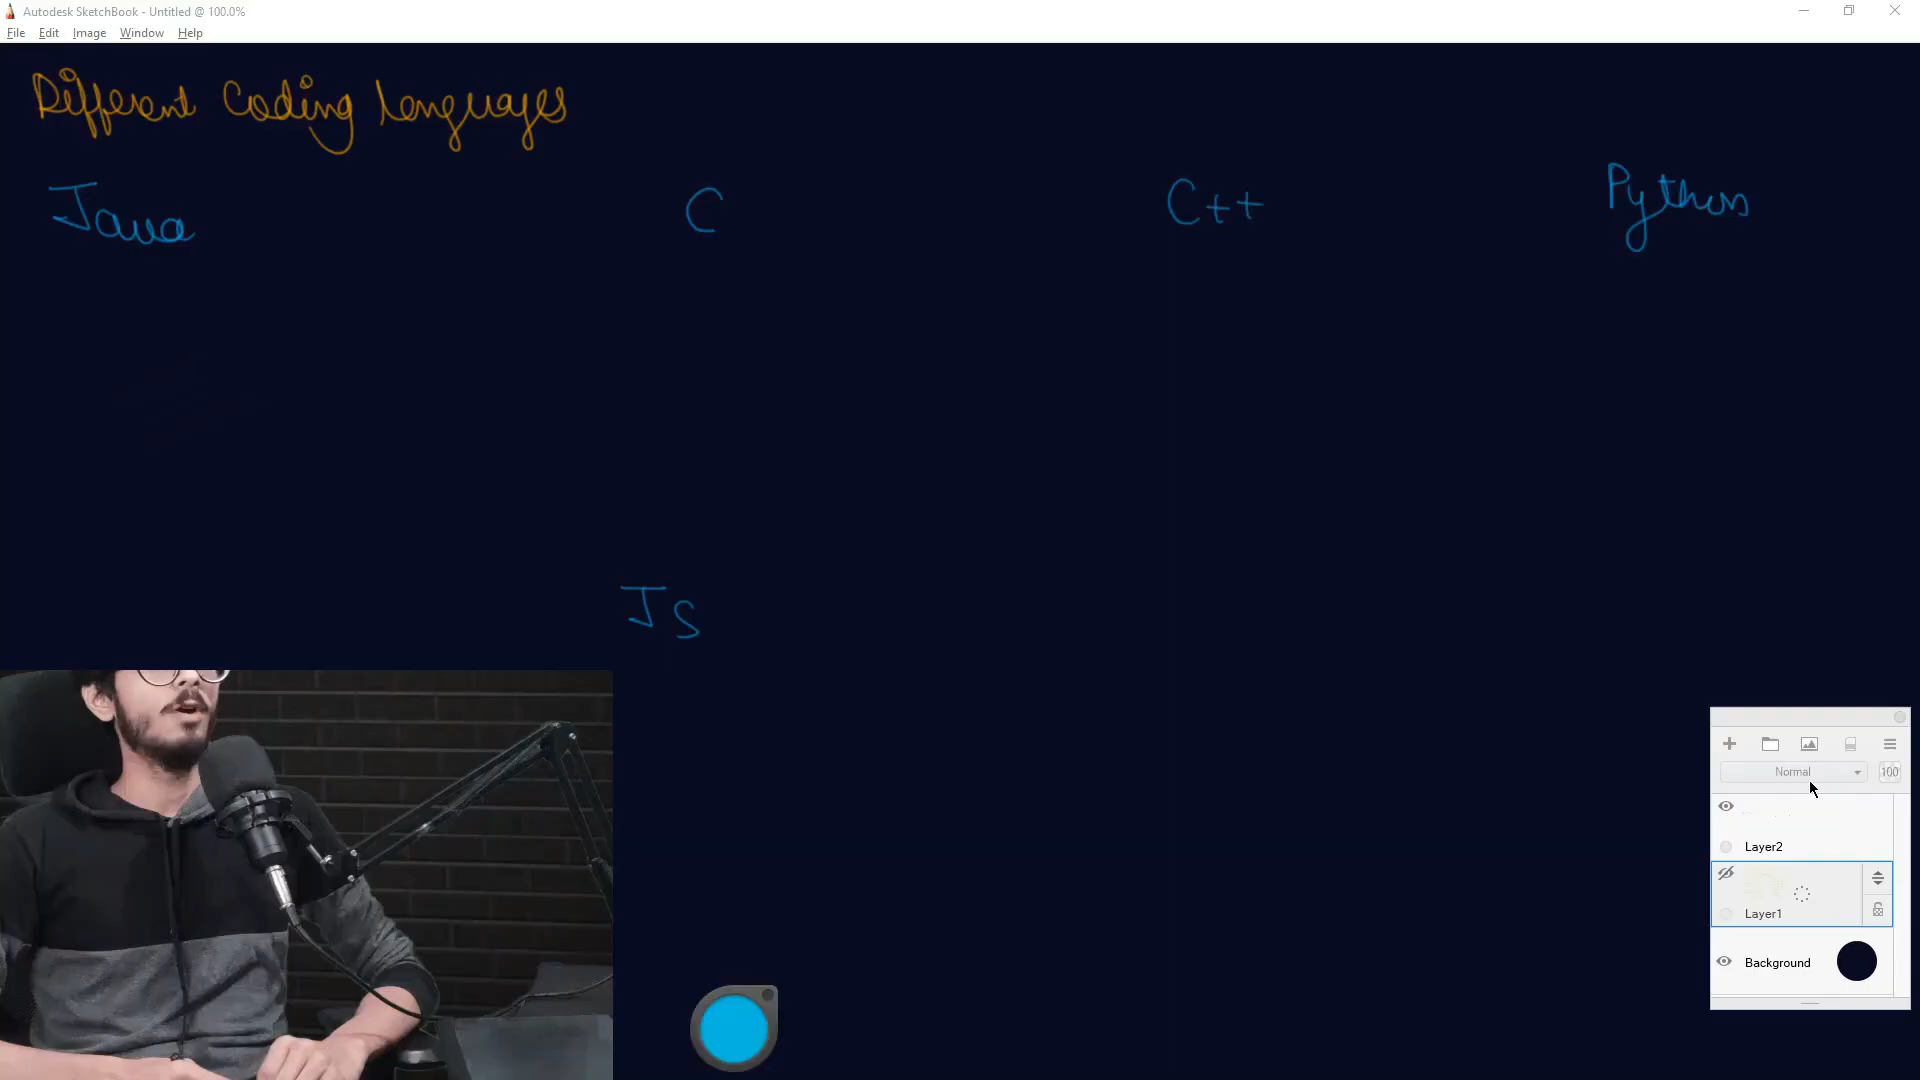 Autodesk SketchBook - Untitled @ 100.0%
File Edit Image Window Help
Different Coding lenguages
Java C C++ Python
JS
Normal 100
Layer2
Layer1
Background